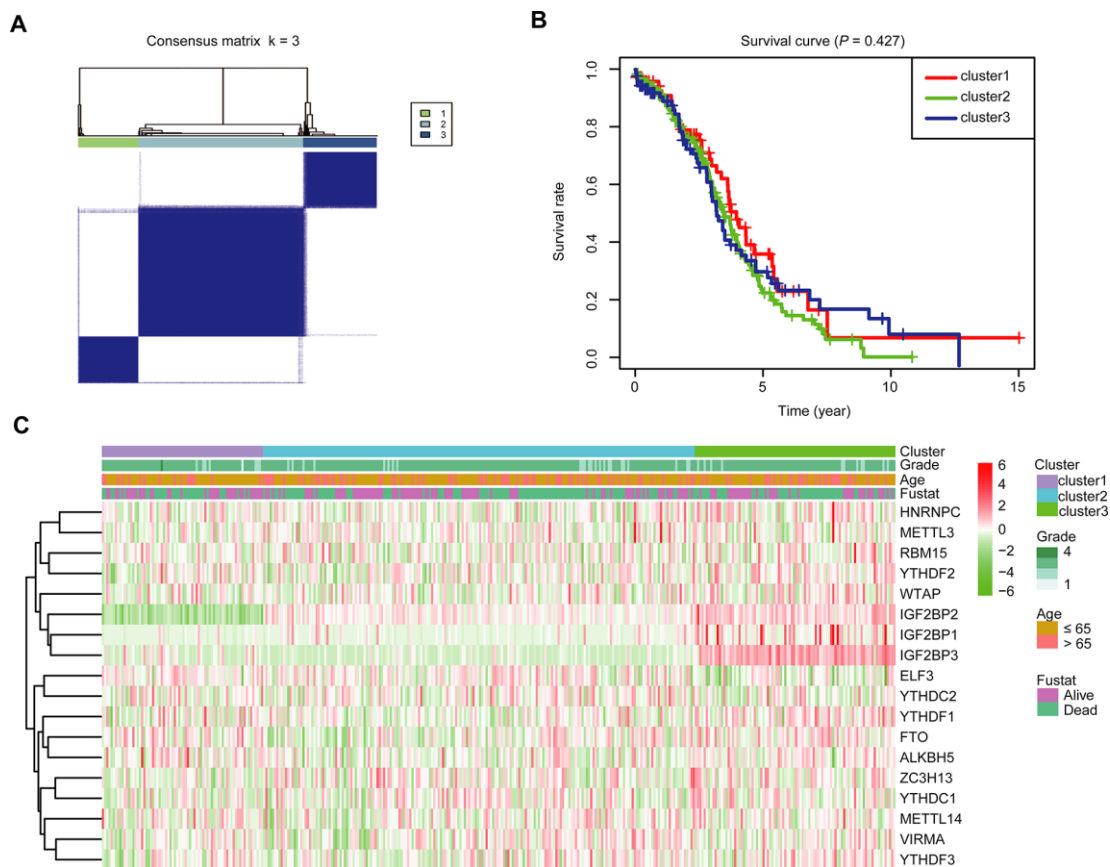 A
Consensus matrix k = 3
1
2
3
B
Survival curve (P = 0.427)
cluster1
cluster2
cluster3
Survival rate
1.0
0.8
0.6
0.4
0.2
0.0
0
5
10
15
Time (year)
C
Cluster
Grade
Age
Fustat
HNRNPC
METTL3
RBM15
YTHDF2
WTAP
IGF2BP2
IGF2BP1
IGF2BP3
ELF3
YTHDC2
YTHDF1
FTO
ALKBH5
ZC3H13
YTHDC1
METTL14
VIRMA
YTHDF3
6
4
2
0
−2
−4
−6
Cluster
cluster1
cluster2
cluster3
Grade
4
1
Age
≤ 65
> 65
Fustat
Alive
Dead